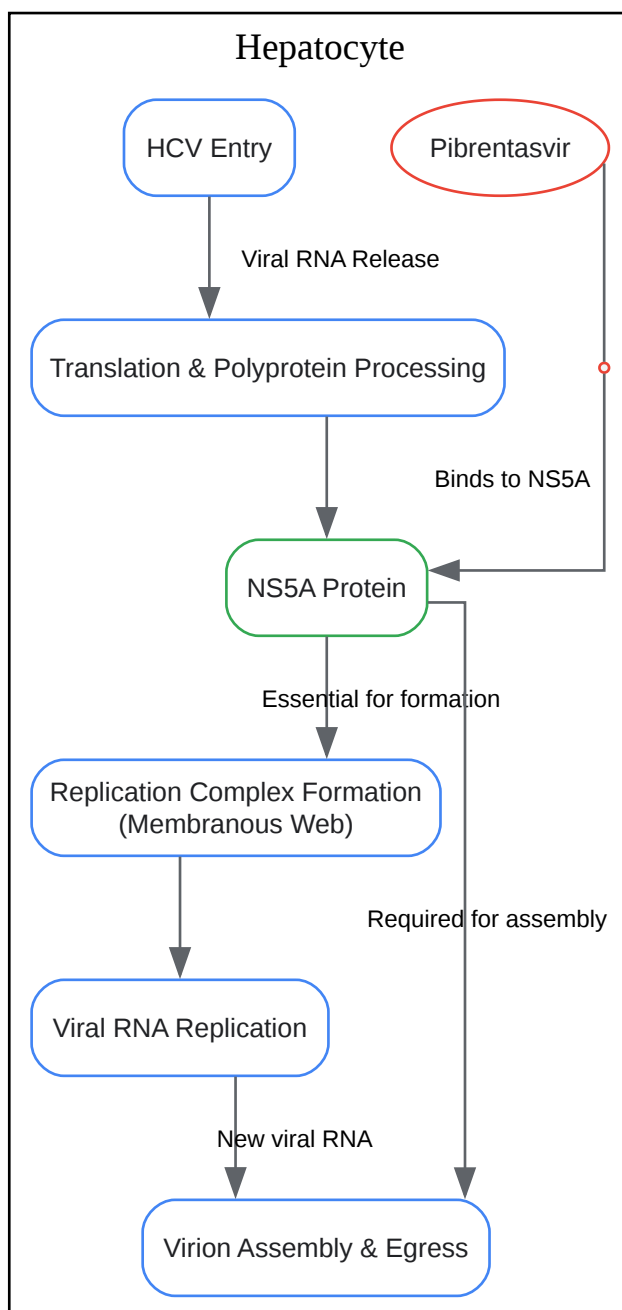 Hepatocyte
HCV Entry
Pibrentasvir
Viral RNA Release
Translation & Polyprotein Processing
Binds to NS5A
NS5A Protein
Essential for formation
Replication Complex Formation
(Membranous Web)
Required for assembly
Viral RNA Replication
New viral RNA
Virion Assembly & Egress